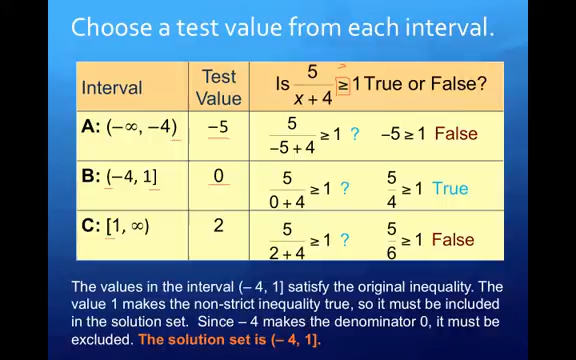 Choose a test value from each interval.
Interval
Test Value
Is 5/(x + 4) ≥ 1 True or False?
A: (−∞, −4) −5 5/(−5 + 4) ≥ 1 ? −5 ≥ 1 False
B: (−4, 1] 0 5/(0 + 4) ≥ 1 ? 5/4 ≥ 1 True
C: [1, ∞) 2 5/(2 + 4) ≥ 1 ? 5/6 ≥ 1 False
The values in the interval (– 4, 1] satisfy the original inequality. The
value 1 makes the non-strict inequality true, so it must be included
in the solution set. Since – 4 makes the denominator 0, it must be
excluded. The solution set is (– 4, 1].